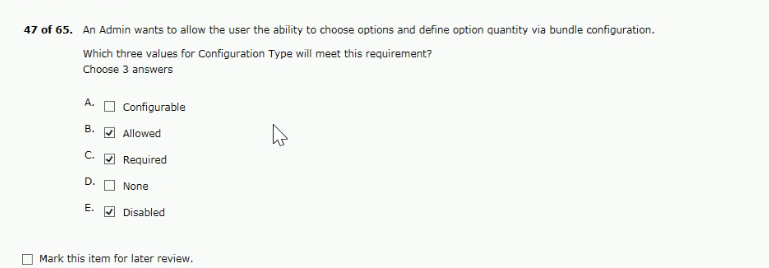 47 of 65. An Admin wants to allow the user the ability to choose options and define option quantity via bundle configuration.
Which three values for Configuration Type will meet this requirement?
Choose 3 answers
A. Configurable
B. Allowed
C. Required
D. None
E. Disabled
Mark this item for later review.